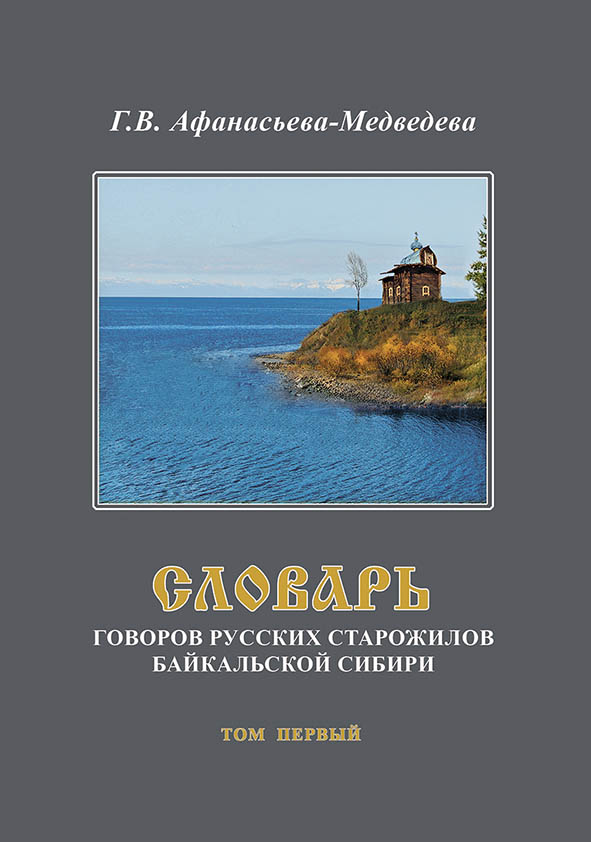 Г.В. Афанасьева-Медведева
СЛОВАРЬ
ГОВОРОВ РУССКИХ СТАРОЖИЛОВ
БАЙКАЛЬСКОЙ СИБИРИ
ТОМ ПЕРВЫЙ